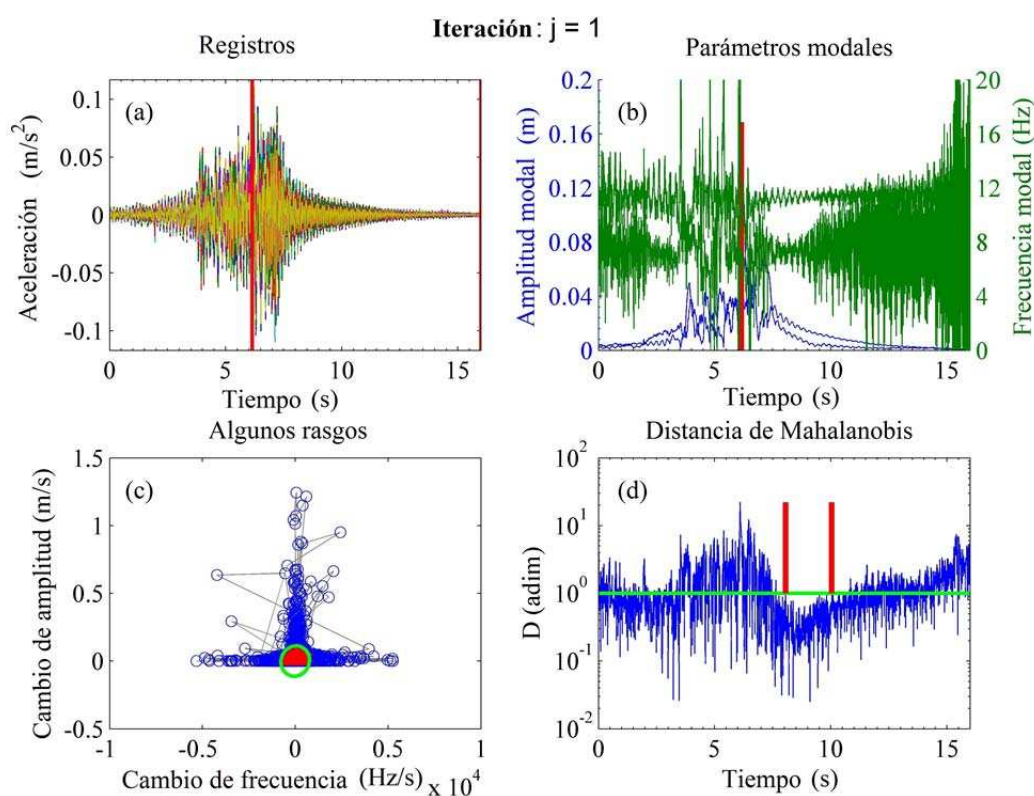 Iteración: j = 1
Registros
(a)
Aceleración (m/s²)
0.1
0.05
0
-0.05
-0.1
0
5
10
15
Tiempo (s)
Parámetros modales
(b)
Amplitud modal (m)
0.2
0.16
0.12
0.08
0.04
0
Frecuencia modal (Hz)
20
16
12
8
4
0
0
5
10
15
Tiempo (s)
Algunos rasgos
(c)
Cambio de amplitud (m/s)
1.5
1
0.5
0
-0.5
-1
-0.5
0
0.5
1
Cambio de frecuencia (Hz/s) x 10⁴
Distancia de Mahalanobis
(d)
D (adim)
10²
10¹
10⁰
10⁻¹
10⁻²
0
5
10
15
Tiempo (s)